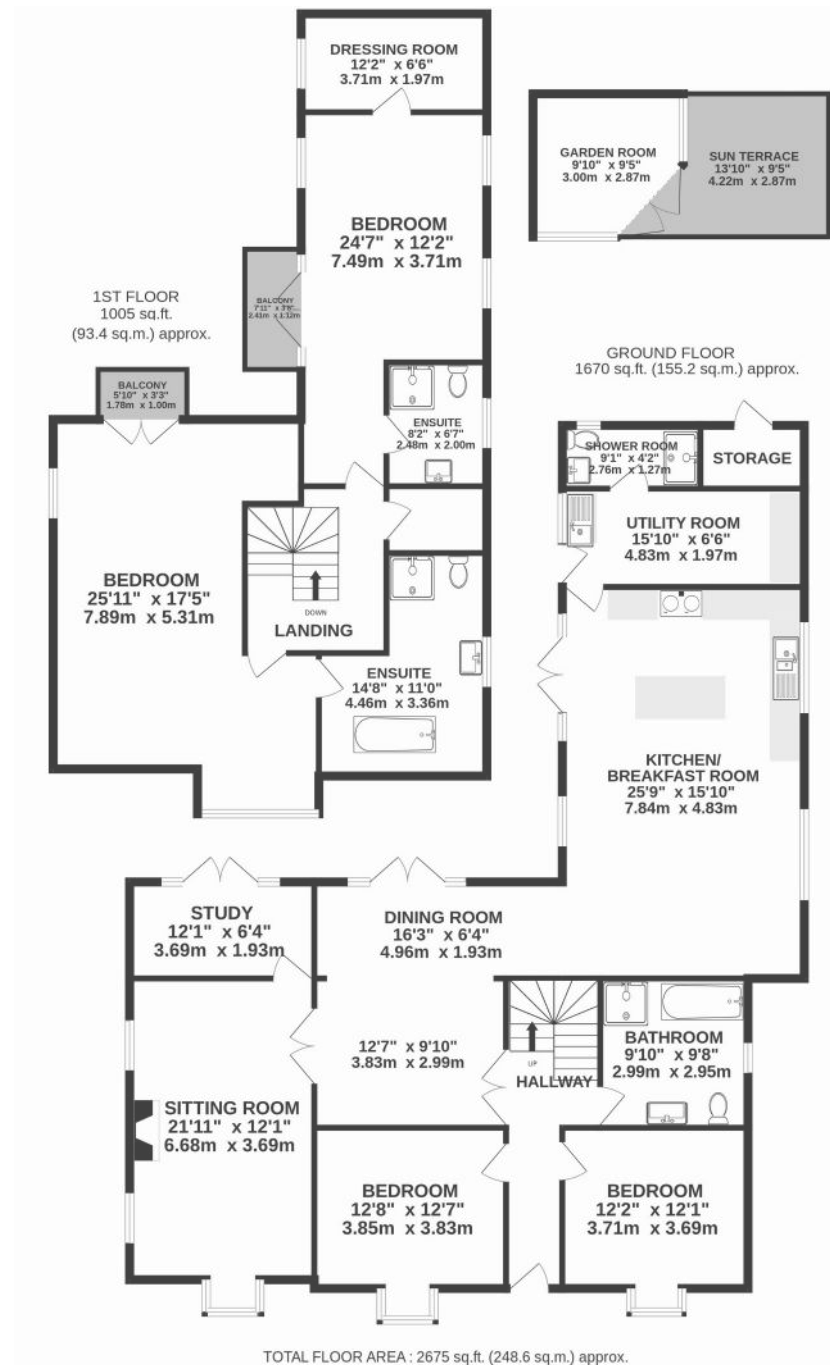 DRESSING ROOM
12'2" x 6'6"
3.71m x 1.97m
GARDEN ROOM
9'10" x 9'5"
3.00m x 2.87m
SUN TERRACE
13'10" x 9'5"
4.22m x 2.87m
BEDROOM
24'7" x 12'2"
7.49m x 3.71m
1ST FLOOR
1005 sq.ft.
(93.4 sq.m.) approx.
BALCONY
2.41m x 1.12m
GROUND FLOOR
1670 sq.ft. (155.2 sq.m.) approx.
BALCONY
5'10" x 3'3"
1.78m x 1.00m
ENSUITE
8'2" x 6'7"
2.48m x 2.00m
SHOWER ROOM
9'1" x 4'2"
2.76m x 1.27m
STORAGE
UTILITY ROOM
15'10" x 6'6"
4.83m x 1.97m
BEDROOM
25'11" x 17'5"
7.89m x 5.31m
DOWN
LANDING
ENSUITE
14'8" x 11'0"
4.46m x 3.36m
KITCHEN/
BREAKFAST ROOM
25'9" x 15'10"
7.84m x 4.83m
STUDY
12'1" x 6'4"
3.69m x 1.93m
DINING ROOM
16'3" x 6'4"
4.96m x 1.93m
12'7" x 9'10"
3.83m x 2.99m
UP
HALLWAY
BATHROOM
9'10" x 9'8"
2.99m x 2.95m
SITTING ROOM
21'11" x 12'1"
6.68m x 3.69m
BEDROOM
12'8" x 12'7"
3.85m x 3.83m
BEDROOM
12'2" x 12'1"
3.71m x 3.69m
TOTAL FLOOR AREA : 2675 sq.ft. (248.6 sq.m.) approx.